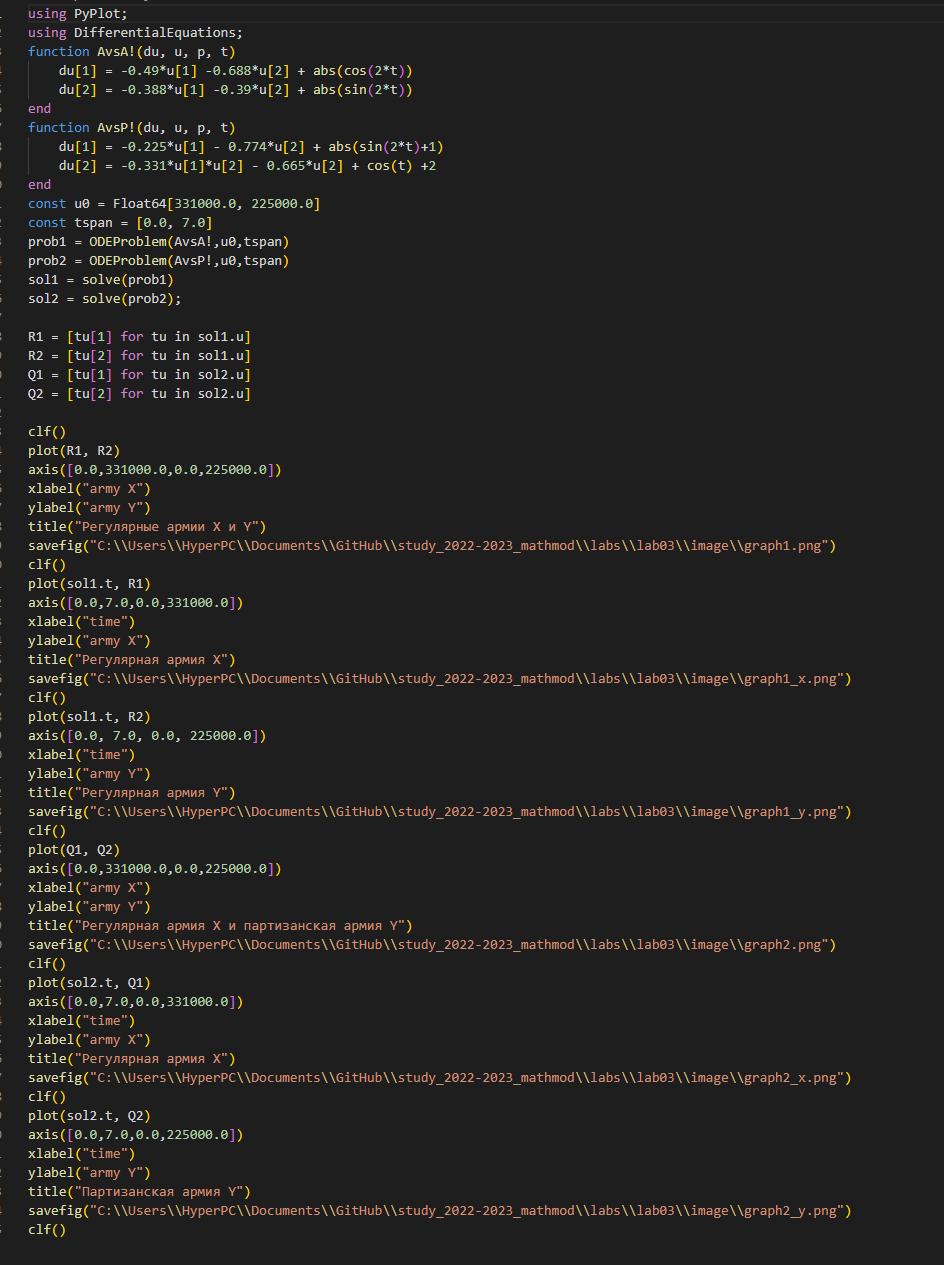 using PyPlot;
using DifferentialEquations;
function AvsA!(du, u, p, t)
    du[1] = -0.49*u[1] -0.688*u[2] + abs(cos(2*t))
    du[2] = -0.388*u[1] -0.39*u[2] + abs(sin(2*t))
end
function AvsP!(du, u, p, t)
    du[1] = -0.225*u[1] - 0.774*u[2] + abs(sin(2*t)+1)
    du[2] = -0.331*u[1]*u[2] - 0.665*u[2] + cos(t) +2
end
const u0 = Float64[331000.0, 225000.0]
const tspan = [0.0, 7.0]
prob1 = ODEProblem(AvsA!,u0,tspan)
prob2 = ODEProblem(AvsP!,u0,tspan)
sol1 = solve(prob1)
sol2 = solve(prob2);

R1 = [tu[1] for tu in sol1.u]
R2 = [tu[2] for tu in sol1.u]
Q1 = [tu[1] for tu in sol2.u]
Q2 = [tu[2] for tu in sol2.u]

clf()
plot(R1, R2)
axis([0.0,331000.0,0.0,225000.0])
xlabel("army X")
ylabel("army Y")
title("Регулярные армии X и Y")
savefig("C:\\Users\\HyperPC\\Documents\\GitHub\\study_2022-2023_mathmod\\labs\\lab03\\image\\graph1.png")
clf()
plot(sol1.t, R1)
axis([0.0,7.0,0.0,331000.0])
xlabel("time")
ylabel("army X")
title("Регулярная армия X")
savefig("C:\\Users\\HyperPC\\Documents\\GitHub\\study_2022-2023_mathmod\\labs\\lab03\\image\\graph1_x.png")
clf()
plot(sol1.t, R2)
axis([0.0, 7.0, 0.0, 225000.0])
xlabel("time")
ylabel("army Y")
title("Регулярная армия Y")
savefig("C:\\Users\\HyperPC\\Documents\\GitHub\\study_2022-2023_mathmod\\labs\\lab03\\image\\graph1_y.png")
clf()
plot(Q1, Q2)
axis([0.0,331000.0,0.0,225000.0])
xlabel("army X")
ylabel("army Y")
title("Регулярная армия X и партизанская армия Y")
savefig("C:\\Users\\HyperPC\\Documents\\GitHub\\study_2022-2023_mathmod\\labs\\lab03\\image\\graph2.png")
clf()
plot(sol2.t, Q1)
axis([0.0,7.0,0.0,331000.0])
xlabel("time")
ylabel("army X")
title("Регулярная армия X")
savefig("C:\\Users\\HyperPC\\Documents\\GitHub\\study_2022-2023_mathmod\\labs\\lab03\\image\\graph2_x.png")
clf()
plot(sol2.t, Q2)
axis([0.0,7.0,0.0,225000.0])
xlabel("time")
ylabel("army Y")
title("Партизанская армия Y")
savefig("C:\\Users\\HyperPC\\Documents\\GitHub\\study_2022-2023_mathmod\\labs\\lab03\\image\\graph2_y.png")
clf()